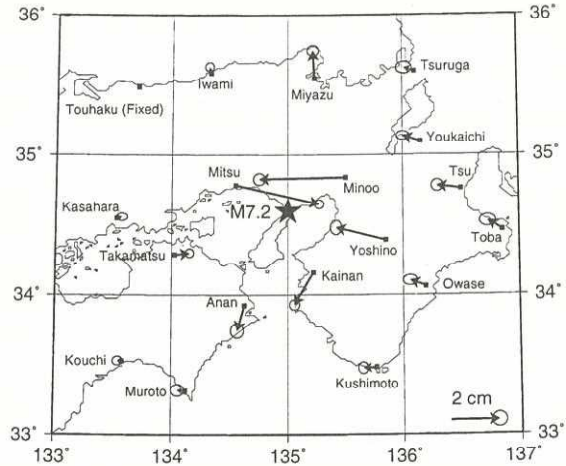 36°
36°
Tsuruga
Iwami
Miyazu
Touhaku (Fixed)
Youkaichi
35°
35°
Mitsu
Minoo
Tsu
M7.2
Kasahara
Toba
Yoshino
Takamatsu
Kainan
Owase
34°
34°
Anan
Kouchi
Muroto
Kushimoto
2 cm
33°
33°
133°
134°
135°
136°
137°